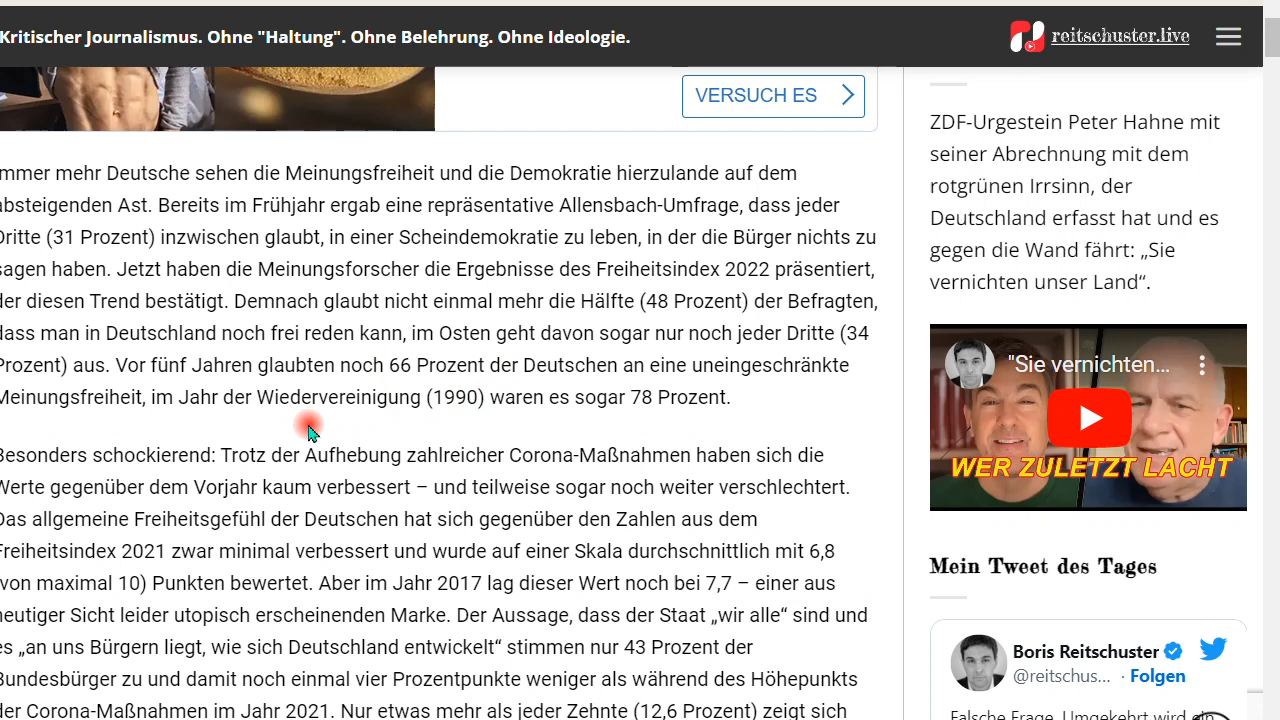 Kritischer Journalismus. Ohne "Haltung". Ohne Belehrung. Ohne Ideologie.
reitschuster.live
VERSUCH ES
mmer mehr Deutsche sehen die Meinungsfreiheit und die Demokratie hierzulande auf dem
absteigenden Ast. Bereits im Frühjahr ergab eine repräsentative Allensbach-Umfrage, dass jeder
Dritte (31 Prozent) inzwischen glaubt, in einer Scheindemokratie zu leben, in der die Bürger nichts zu
sagen haben. Jetzt haben die Meinungsforscher die Ergebnisse des Freiheitsindex 2022 präsentiert,
der diesen Trend bestätigt. Demnach glaubt nicht einmal mehr die Hälfte (48 Prozent) der Befragten,
dass man in Deutschland noch frei reden kann, im Osten geht davon sogar nur noch jeder Dritte (34
Prozent) aus. Vor fünf Jahren glaubten noch 66 Prozent der Deutschen an eine uneingeschränkte
Meinungsfreiheit, im Jahr der Wiedervereinigung (1990) waren es sogar 78 Prozent.
Besonders schockierend: Trotz der Aufhebung zahlreicher Corona-Maßnahmen haben sich die
Werte gegenüber dem Vorjahr kaum verbessert – und teilweise sogar noch weiter verschlechtert.
Das allgemeine Freiheitsgefühl der Deutschen hat sich gegenüber den Zahlen aus dem
Freiheitsindex 2021 zwar minimal verbessert und wurde auf einer Skala durchschnittlich mit 6,8
(von maximal 10) Punkten bewertet. Aber im Jahr 2017 lag dieser Wert noch bei 7,7 – einer aus
heutiger Sicht leider utopisch erscheinenden Marke. Der Aussage, dass der Staat „wir alle“ sind und
es „an uns Bürgern liegt, wie sich Deutschland entwickelt“ stimmen nur 43 Prozent der
Bundesbürger zu und damit noch einmal vier Prozentpunkte weniger als während des Höhepunkts
der Corona-Maßnahmen im Jahr 2021. Nur etwas mehr als jeder Zehnte (12,6 Prozent) zeigt sich
ZDF-Urgestein Peter Hahne mit
seiner Abrechnung mit dem
rotgrünen Irrsinn, der
Deutschland erfasst hat und es
gegen die Wand fährt: „Sie
vernichten unser Land“.
"Sie vernichten...
WER ZULETZT LACHT
Mein Tweet des Tages
Boris Reitschuster
@reitschus... · Folgen
Falsche Frage. Umgekehrt wird ein